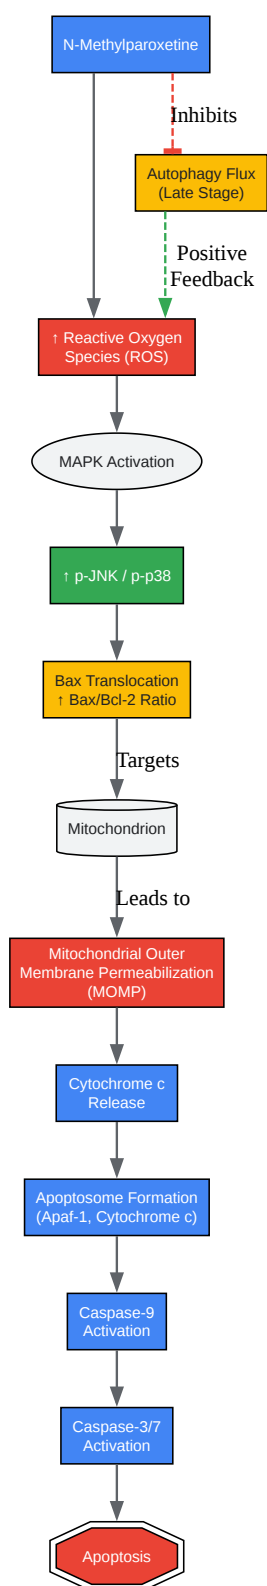 N-Methylparoxetine
Inhibits
Autophagy Flux
(Late Stage)
Positive
Feedback
↑ Reactive Oxygen
Species (ROS)
MAPK Activation
↑ p-JNK / p-p38
Bax Translocation
↑ Bax/Bcl-2 Ratio
Targets
Mitochondrion
Leads to
Mitochondrial Outer
Membrane Permeabilization
(MOMP)
Cytochrome c
Release
Apoptosome Formation
(Apaf-1, Cytochrome c)
Caspase-9
Activation
Caspase-3/7
Activation
Apoptosis